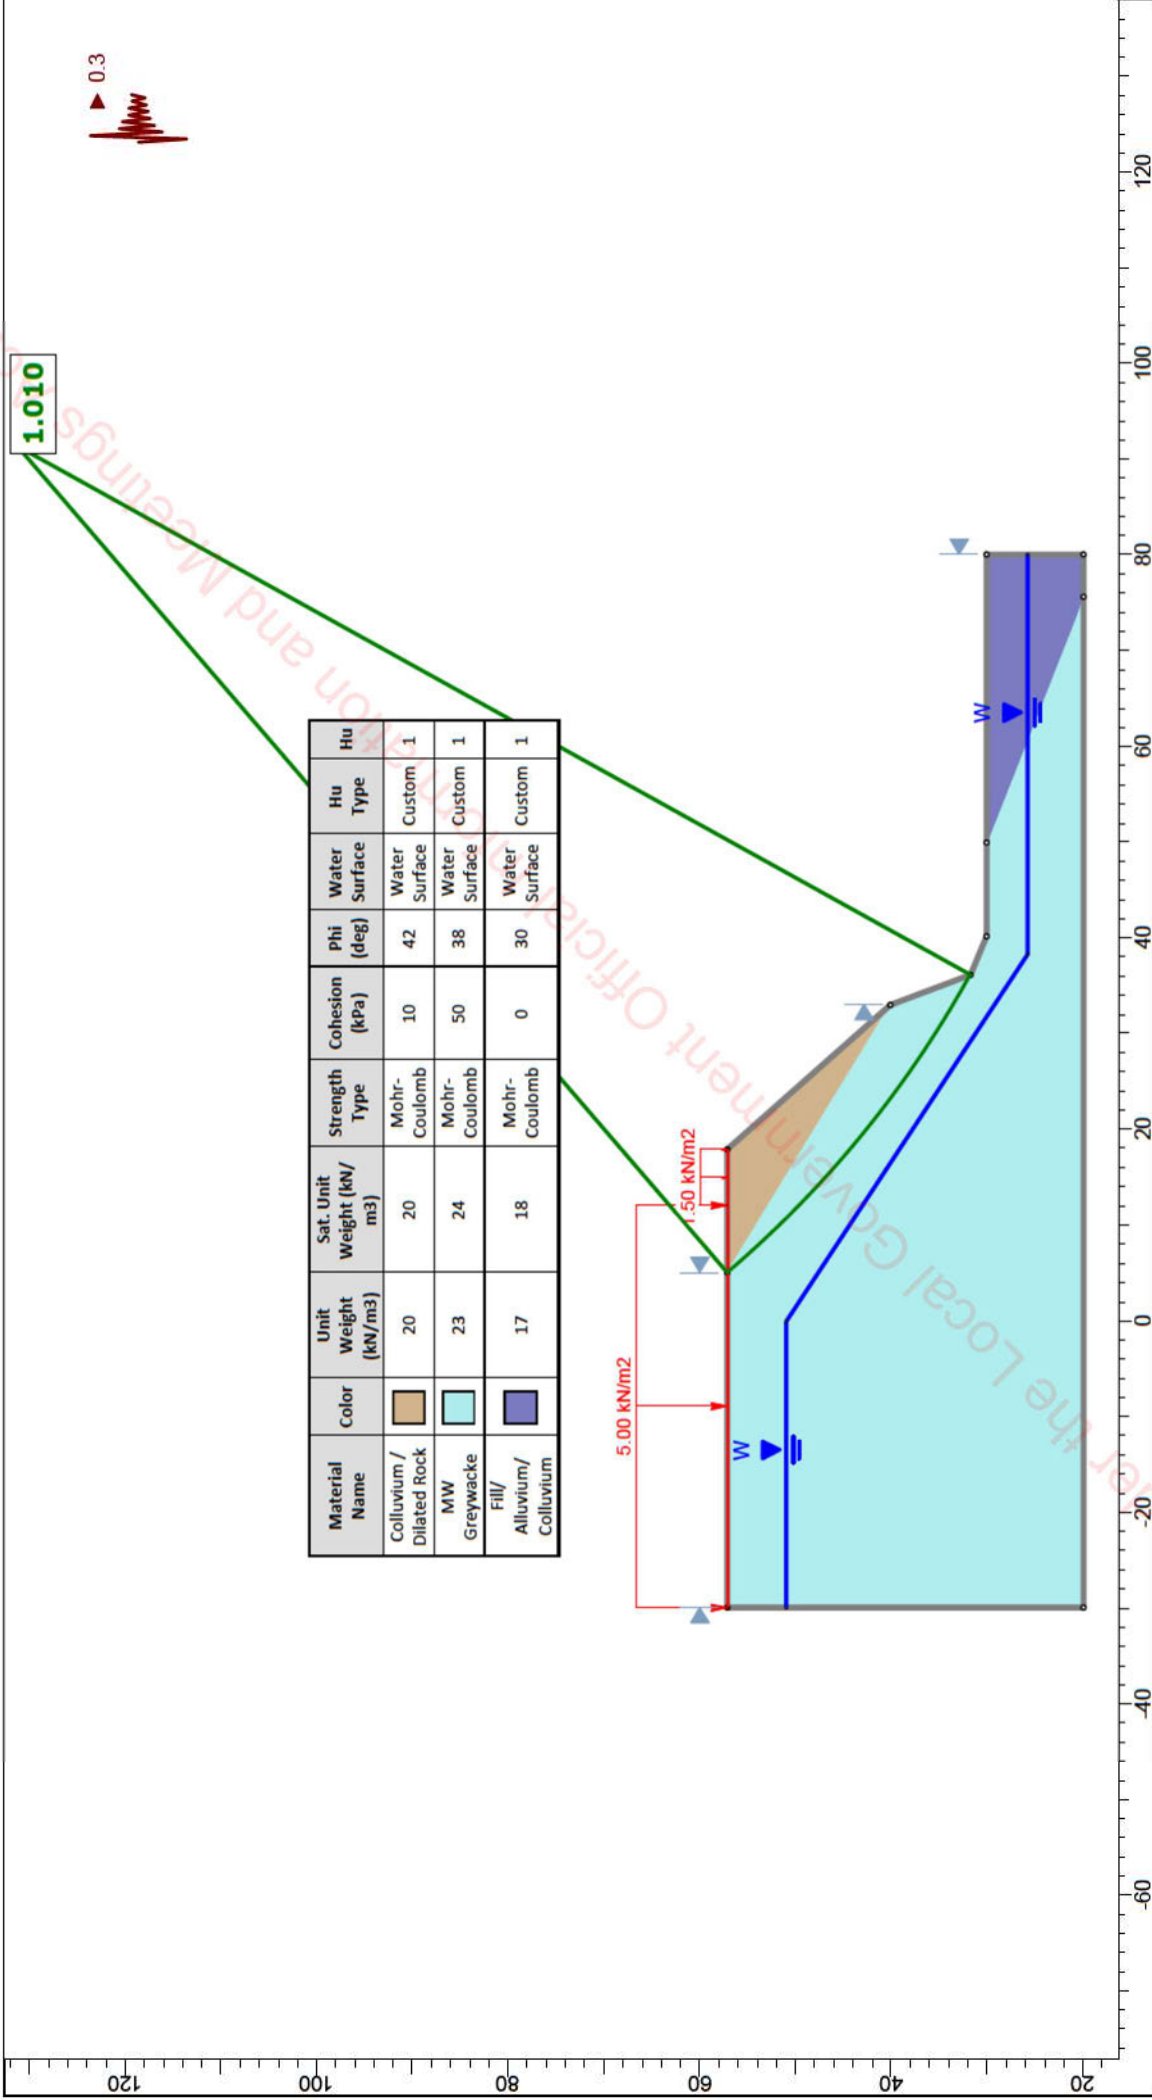 0.3
1.010
Material Name
Color
Unit Weight (kN/m3)
Sat. Unit Weight (kN/ m3)
Strength Type
Cohesion (kPa)
Phi (deg)
Water Surface
Hu Type
Hu
Colluvium / Dilated Rock
20
20
Mohr-Coulomb
10
42
Water Surface
Custom
1
MW Greywacke
23
24
Mohr-Coulomb
50
38
Water Surface
Custom
1
Fill/ Alluvium/ Colluvium
17
18
Mohr-Coulomb
0
30
Water Surface
Custom
1
5.00 kN/m2
1.50 kN/m2
W
W
120
100
80
60
40
20
-60
-40
-20
0
20
40
60
80
100
120
the Local Government Official Information and Meetings